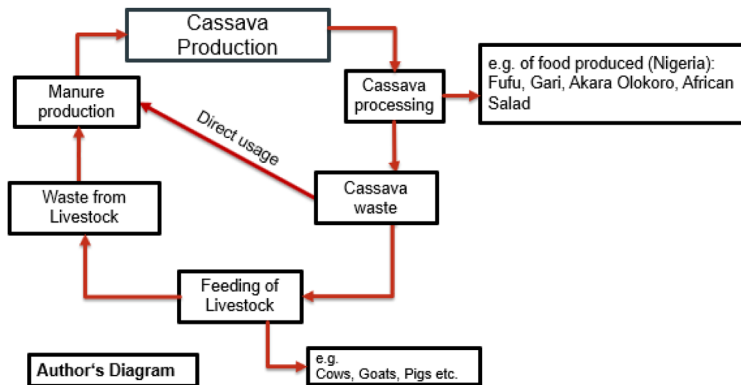 Cassava
Production
e.g. of food produced (Nigeria):
Fufu, Gari, Akara Olokoro, African
Salad
Cassava
processing
Manure
production
Direct usage
Cassava
waste
Waste from
Livestock
Feeding of
Livestock
e.g.
Cows, Goats, Pigs etc.
Author's Diagram